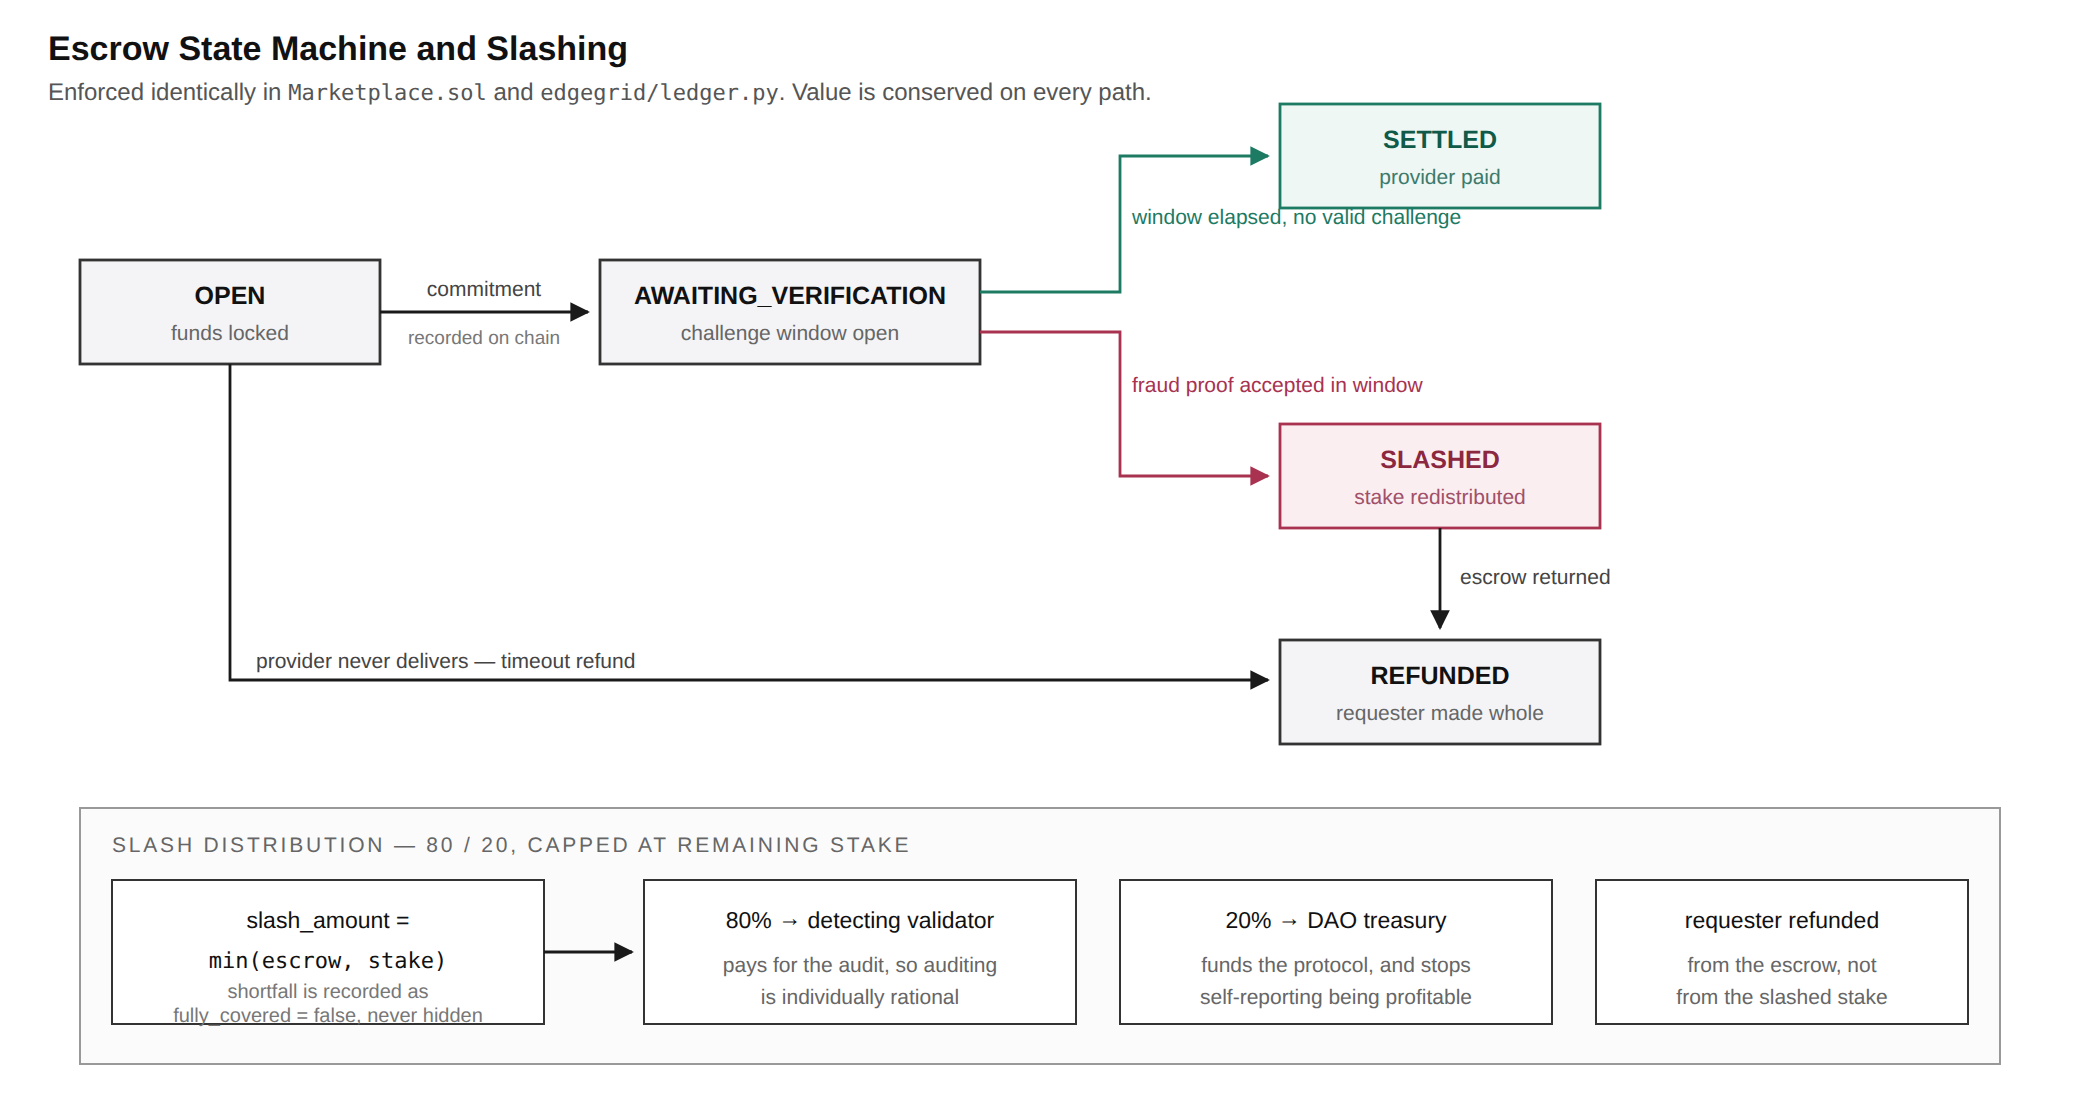 Escrow State Machine and Slashing
Enforced identically in Marketplace.sol and edgegrid/ledger.py. Value is conserved on every path.
SETTLED
provider paid
window elapsed, no valid challenge
OPEN
funds locked
commitment
recorded on chain
AWAITING_VERIFICATION
challenge window open
fraud proof accepted in window
SLASHED
stake redistributed
escrow returned
provider never delivers — timeout refund
REFUNDED
requester made whole
SLASH DISTRIBUTION — 80 / 20, CAPPED AT REMAINING STAKE
slash_amount =
min(escrow, stake)
shortfall is recorded as
fully_covered = false, never hidden
80% → detecting validator
pays for the audit, so auditing
is individually rational
20% → DAO treasury
funds the protocol, and stops
self-reporting being profitable
requester refunded
from the escrow, not
from the slashed stake